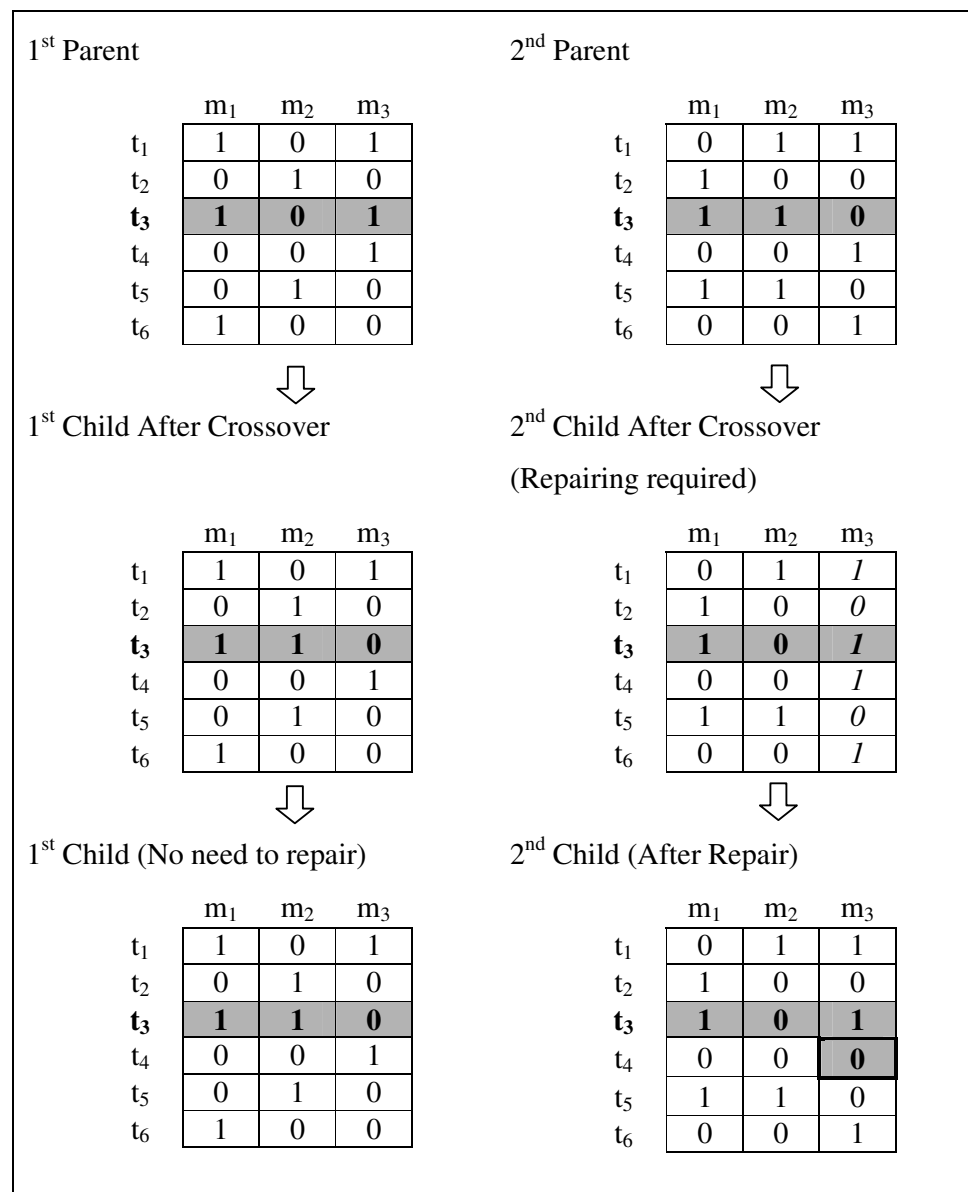 1st Parent
m1 m2 m3
t1 1 0 1
t2 0 1 0
t3 1 0 1
t4 0 0 1
t5 0 1 0
t6 1 0 0
2nd Parent
m1 m2 m3
t1 0 1 1
t2 1 0 0
t3 1 1 0
t4 0 0 1
t5 1 1 0
t6 0 0 1
1st Child After Crossover
m1 m2 m3
t1 1 0 1
t2 0 1 0
t3 1 1 0
t4 0 0 1
t5 0 1 0
t6 1 0 0
2nd Child After Crossover
(Repairing required)
m1 m2 m3
t1 0 1 1
t2 1 0 0
t3 1 0 1
t4 0 0 1
t5 1 1 0
t6 0 0 1
1st Child (No need to repair)
m1 m2 m3
t1 1 0 1
t2 0 1 0
t3 1 1 0
t4 0 0 1
t5 0 1 0
t6 1 0 0
2nd Child (After Repair)
m1 m2 m3
t1 0 1 1
t2 1 0 0
t3 1 0 1
t4 0 0 0
t5 1 1 0
t6 0 0 1